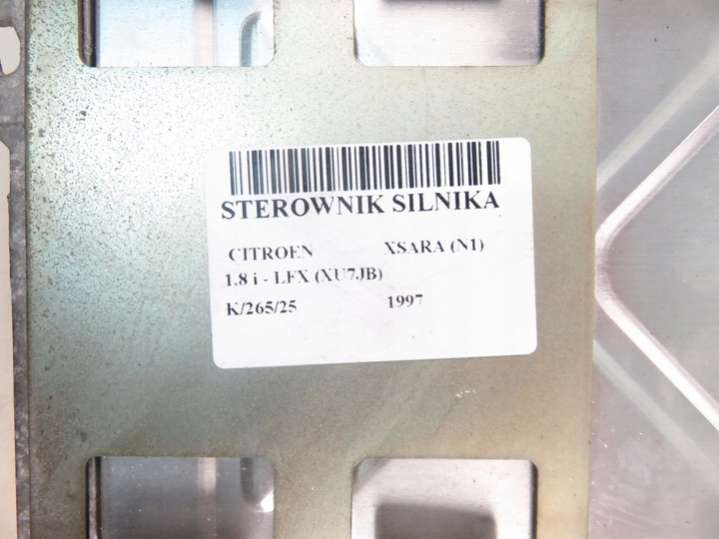 STEROWNIK SILNIKA
CITROEN XSARA (N1)
1.8 i - LFX (XU7JB)
K/265/25 1997